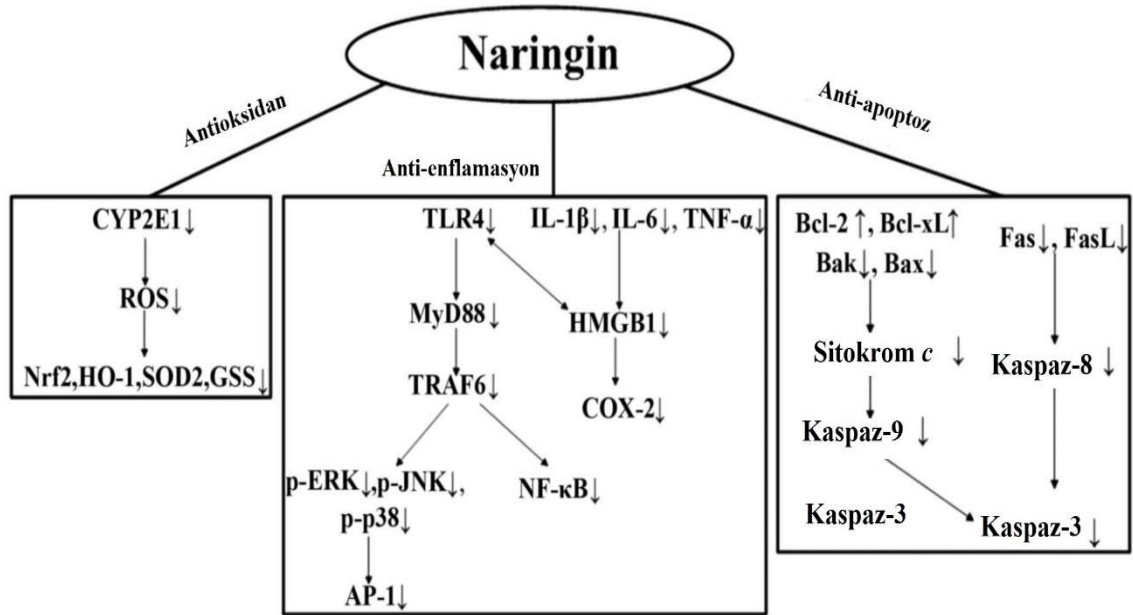 Naringin
Antioksidan
Anti-enflamasyon
Anti-apoptoz
CYP2E1↓
ROS↓
Nrf2,HO-1,SOD2,GSS↓
TLR4↓
IL-1β↓, IL-6↓, TNF-α↓
MyD88↓
HMGB1↓
TRAF6↓
COX-2↓
p-ERK↓,p-JNK↓,
p-p38↓
NF-κB↓
AP-1↓
Bcl-2↑, Bcl-xL↑
Bak↓, Bax↓
Fas↓, FasL↓
Sitokrom c ↓
Kaspaz-8 ↓
Kaspaz-9 ↓
Kaspaz-3
Kaspaz-3↓